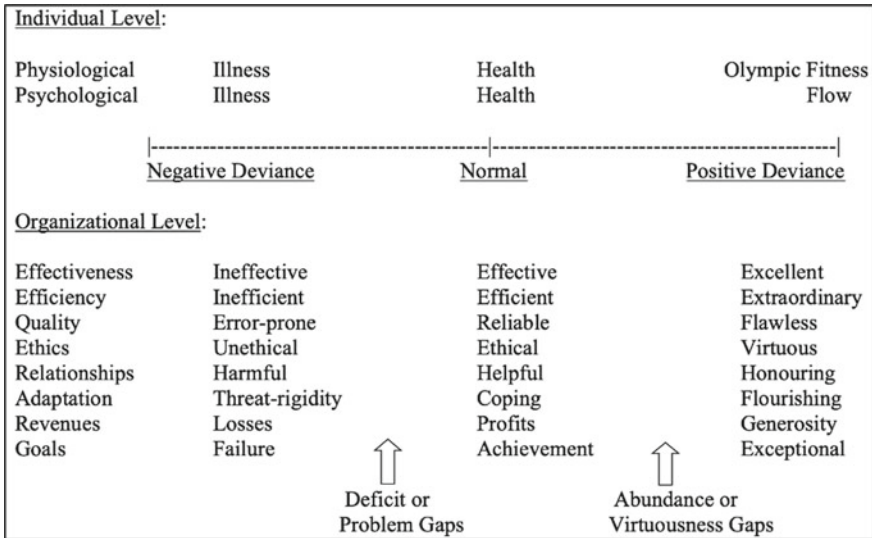 Individual Level:
Physiological Illness Health Olympic Fitness
Psychological Illness Health Flow
|----------------------------------------------|-----------------------------------------------|
Negative Deviance Normal Positive Deviance
Organizational Level:
Effectiveness Ineffective Effective Excellent
Efficiency Inefficient Efficient Extraordinary
Quality Error-prone Reliable Flawless
Ethics Unethical Ethical Virtuous
Relationships Harmful Helpful Honouring
Adaptation Threat-rigidity Coping Flourishing
Revenues Losses Profits Generosity
Goals Failure Achievement Exceptional
Deficit or Abundance or
Problem Gaps Virtuousness Gaps